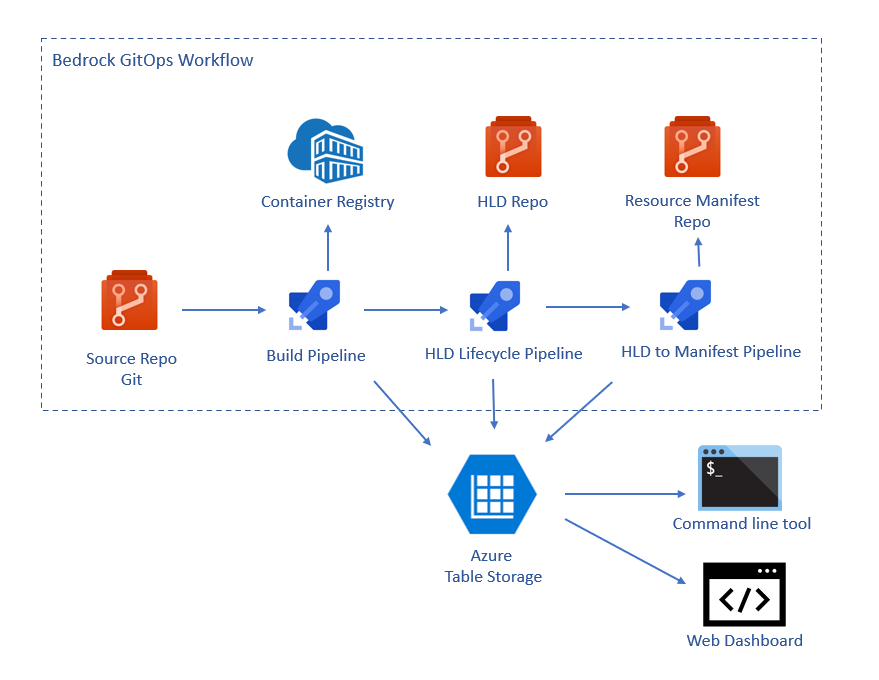 Bedrock GitOps Workflow
Container Registry
HLD Repo
Resource Manifest
Repo
Source Repo
Git
Build Pipeline
HLD Lifecycle Pipeline
HLD to Manifest Pipeline
$_
Command line tool
Azure
Table Storage
</>
Web Dashboard